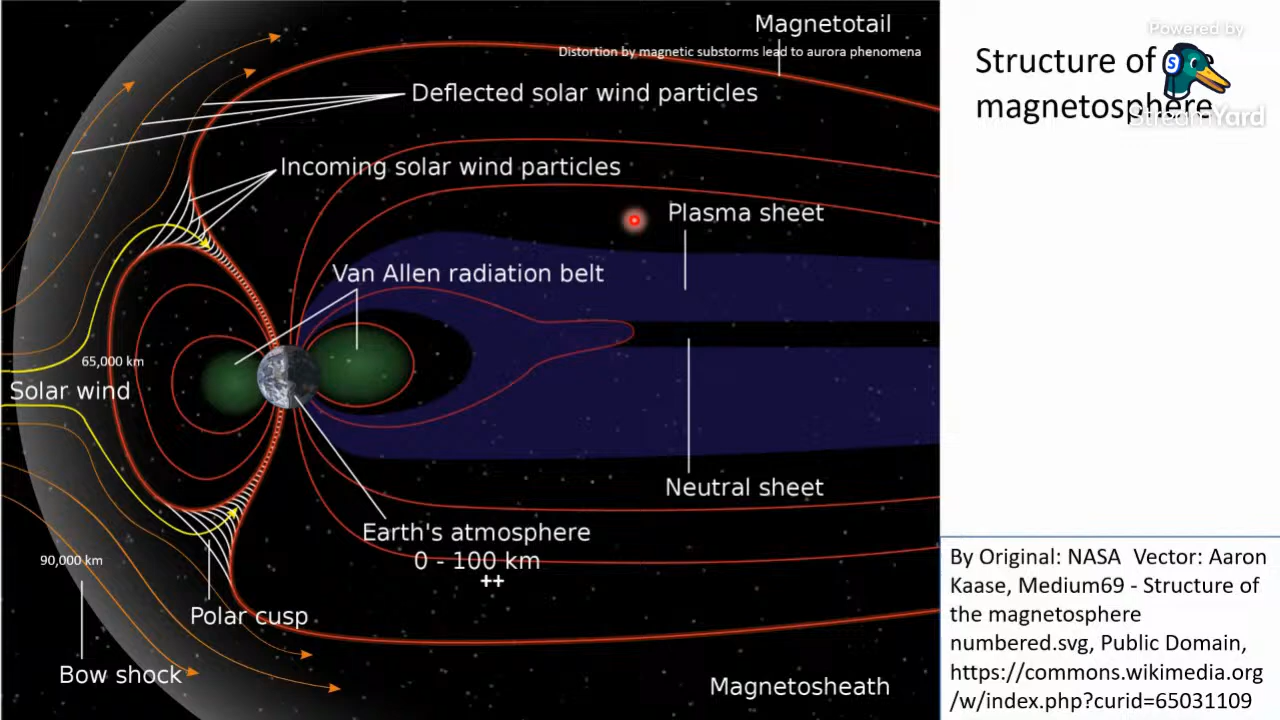 Magnetotail
Distortion by magnetic substorms lead to aurora phenomena
Deflected solar wind particles
Incoming solar wind particles
Plasma sheet
Van Allen radiation belt
65,000 km
Solar wind
Neutral sheet
Earth's atmosphere
0 - 100 km
++
90,000 km
Polar cusp
Bow shock
Magnetosheath
Powered by
Structure of
magnetosphere
S
StreamYard
By Original: NASA Vector: Aaron
Kaase, Medium69 - Structure of
the magnetosphere
numbered.svg, Public Domain,
https://commons.wikimedia.org
/w/index.php?curid=65031109